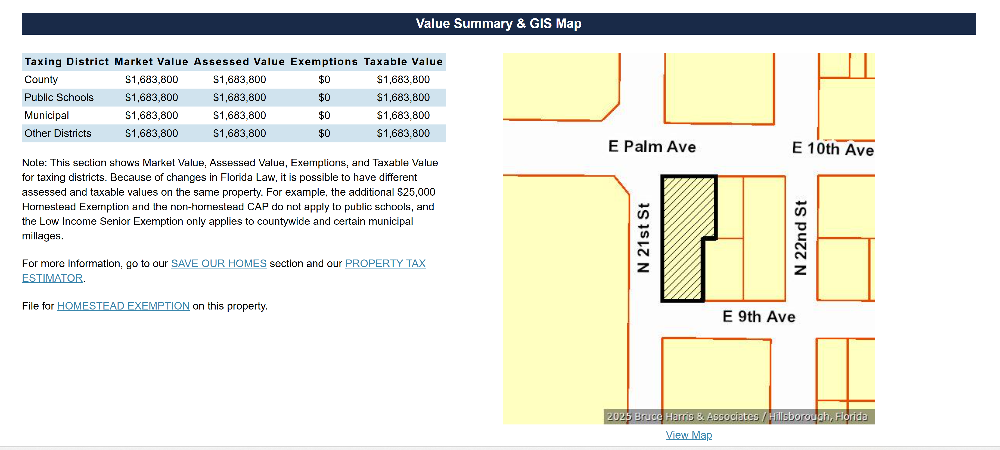 Value Summary & GIS Map
Taxing District Market Value Assessed Value Exemptions Taxable Value
County $1,683,800 $1,683,800 $0 $1,683,800
Public Schools $1,683,800 $1,683,800 $0 $1,683,800
Municipal $1,683,800 $1,683,800 $0 $1,683,800
Other Districts $1,683,800 $1,683,800 $0 $1,683,800
Note: This section shows Market Value, Assessed Value, Exemptions, and Taxable Value
for taxing districts. Because of changes in Florida Law, it is possible to have different
assessed and taxable values on the same property. For example, the additional $25,000
Homestead Exemption and the non-homestead CAP do not apply to public schools, and
the Low Income Senior Exemption only applies to countywide and certain municipal
millages.
For more information, go to our SAVE OUR HOMES section and our PROPERTY TAX
ESTIMATOR.
File for HOMESTEAD EXEMPTION on this property.
E Palm Ave
E 10th Ave
N 21st St
N 22nd St
E 9th Ave
2025 Bruce Harris & Associates / Hillsborough, Florida
View Map